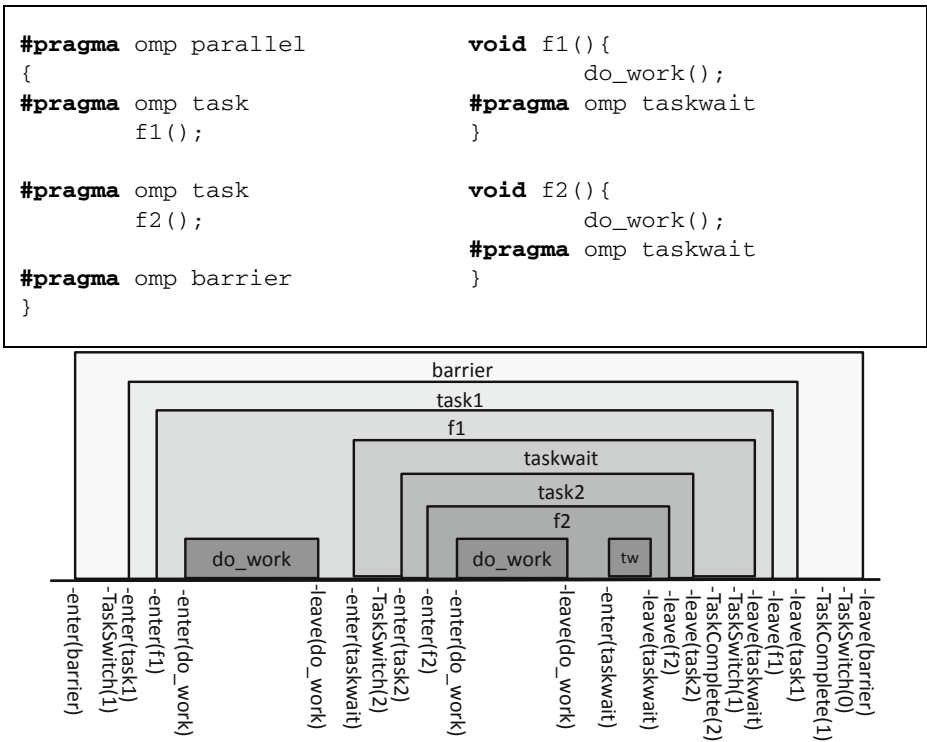 #pragma omp parallel
{
#pragma omp task
f1();
#pragma omp task
f2();
#pragma omp barrier
}
void f1(){
do_work();
#pragma omp taskwait
}
void f2(){
do_work();
#pragma omp taskwait
}
barrier
task1
f1
taskwait
task2
f2
do_work
do_work
tw
-enter(barrier)
-TaskSwitch(1)
-enter(task1)
-enter(f1)
-enter(do_work)
-leave(do_work)
-enter(taskwait)
-TaskSwitch(2)
-enter(task2)
-enter(f2)
-enter(do_work)
-leave(do_work)
-enter(taskwait)
-leave(taskwait)
-leave(f2)
-leave(task2)
-TaskComplete(2)
-TaskSwitch(1)
-leave(taskwait)
-leave(f1)
-leave(task1)
-TaskComplete(1)
-TaskSwitch(0)
-leave(barrier)